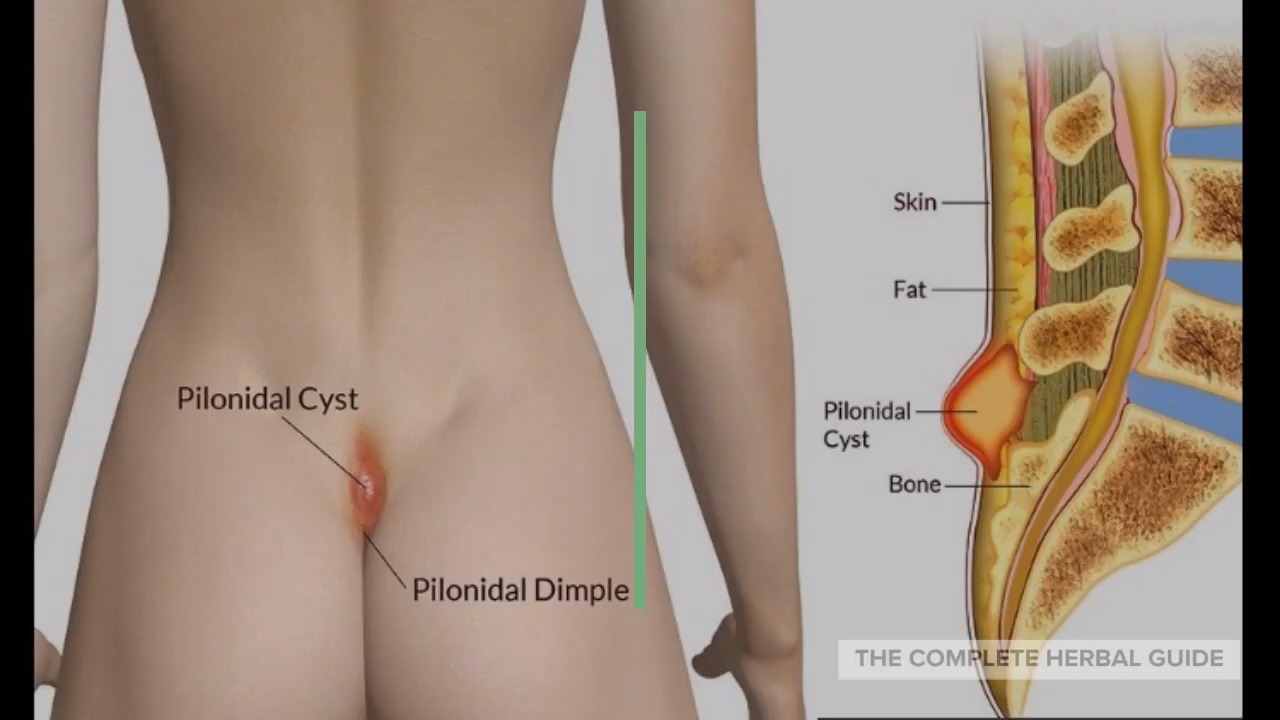 Pilonidal Cyst
Pilonidal Dimple
Skin
Fat
Pilonidal
Cyst
Bone
THE COMPLETE HERBAL GUIDE